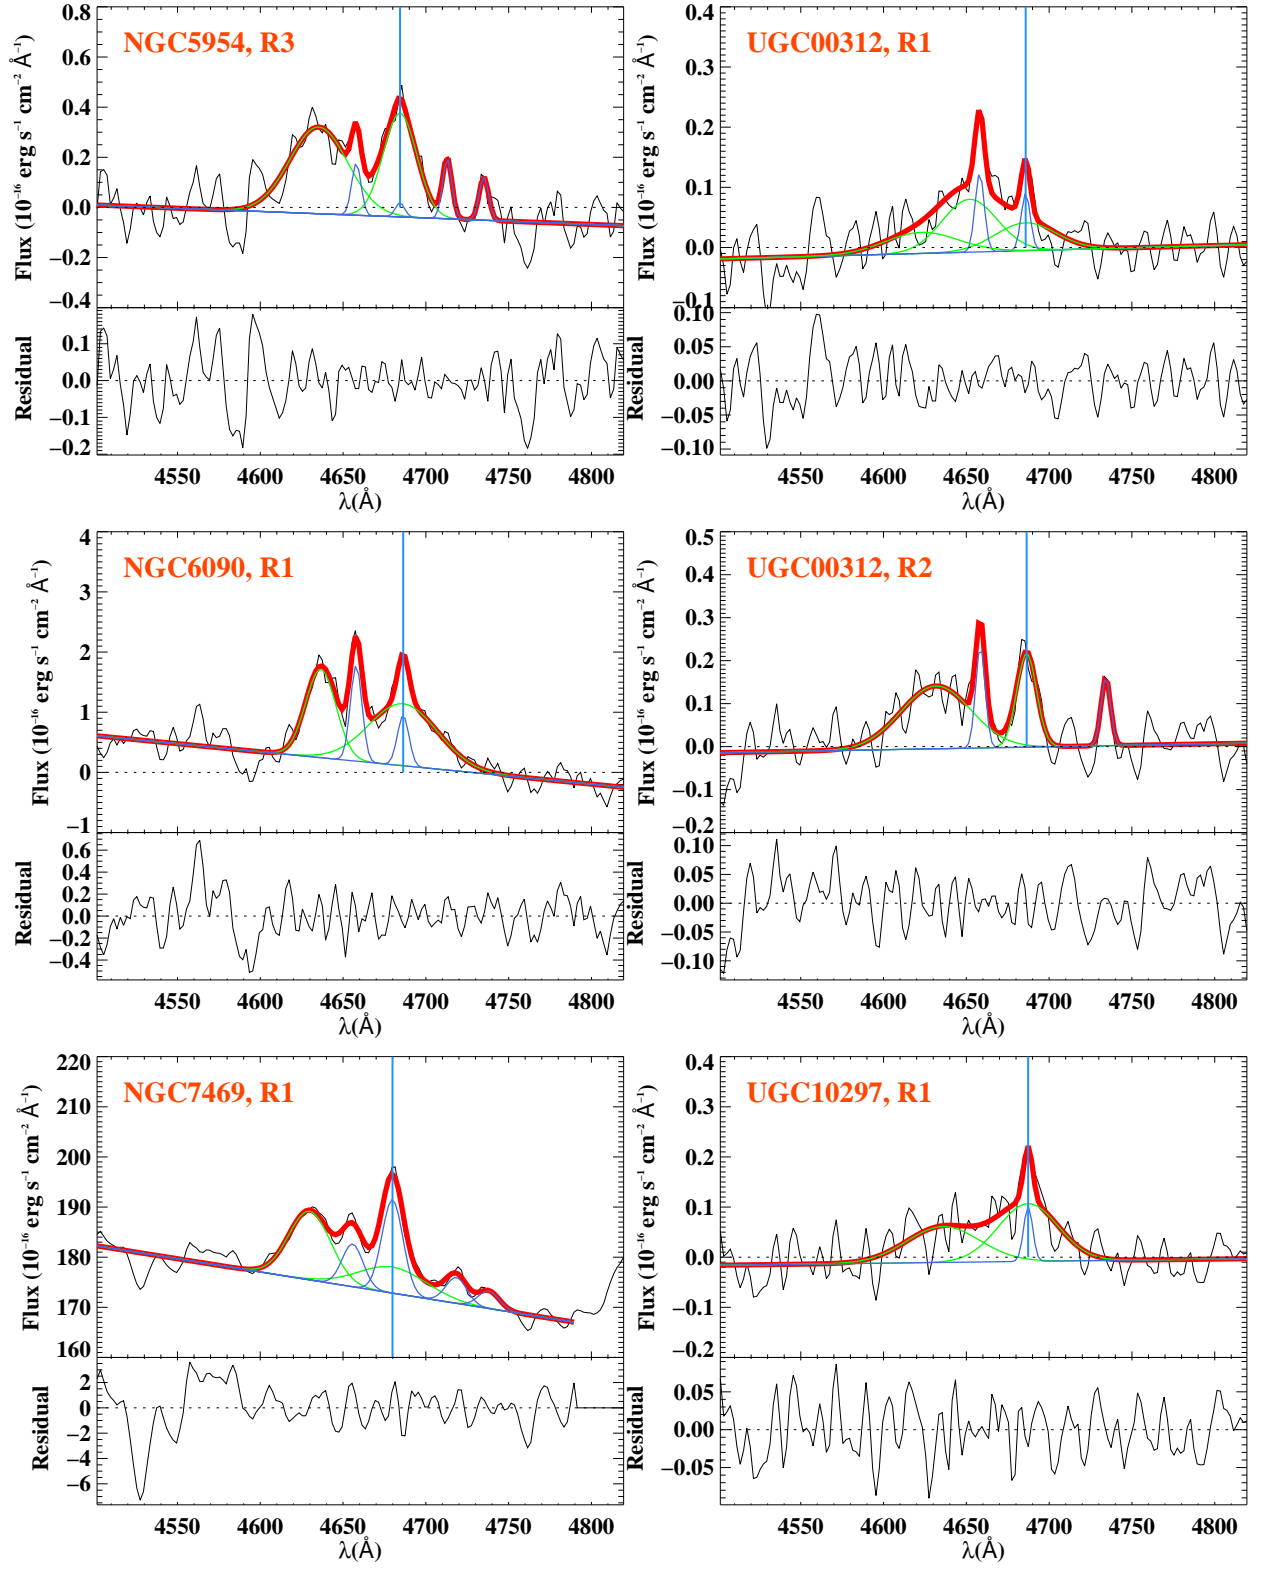 NGC5954, R3
Flux (10⁻¹⁶ erg s⁻¹ cm⁻² Å⁻¹)
0.8
0.6
0.4
0.2
0.0
−0.2
−0.4
Residual
0.1
0.0
−0.1
−0.2
4550 4600 4650 4700 4750 4800
λ(Å)
UGC00312, R1
Flux (10⁻¹⁶ erg s⁻¹ cm⁻² Å⁻¹)
0.4
0.3
0.2
0.1
0.0
−0.1
Residual
0.10
0.05
0.00
−0.05
−0.10
4550 4600 4650 4700 4750 4800
λ(Å)
NGC6090, R1
Flux (10⁻¹⁶ erg s⁻¹ cm⁻² Å⁻¹)
4
3
2
1
0
−1
Residual
0.6
0.4
0.2
0.0
−0.2
−0.4
4550 4600 4650 4700 4750 4800
λ(Å)
UGC00312, R2
Flux (10⁻¹⁶ erg s⁻¹ cm⁻² Å⁻¹)
0.5
0.4
0.3
0.2
0.1
0.0
−0.1
−0.2
Residual
0.10
0.05
0.00
−0.05
−0.10
4550 4600 4650 4700 4750 4800
λ(Å)
NGC7469, R1
Flux (10⁻¹⁶ erg s⁻¹ cm⁻² Å⁻¹)
220
210
200
190
180
170
160
Residual
2
0
−2
−4
−6
4550 4600 4650 4700 4750 4800
λ(Å)
UGC10297, R1
Flux (10⁻¹⁶ erg s⁻¹ cm⁻² Å⁻¹)
0.4
0.3
0.2
0.1
0.0
−0.1
−0.2
Residual
0.05
0.00
−0.05
4550 4600 4650 4700 4750 4800
λ(Å)